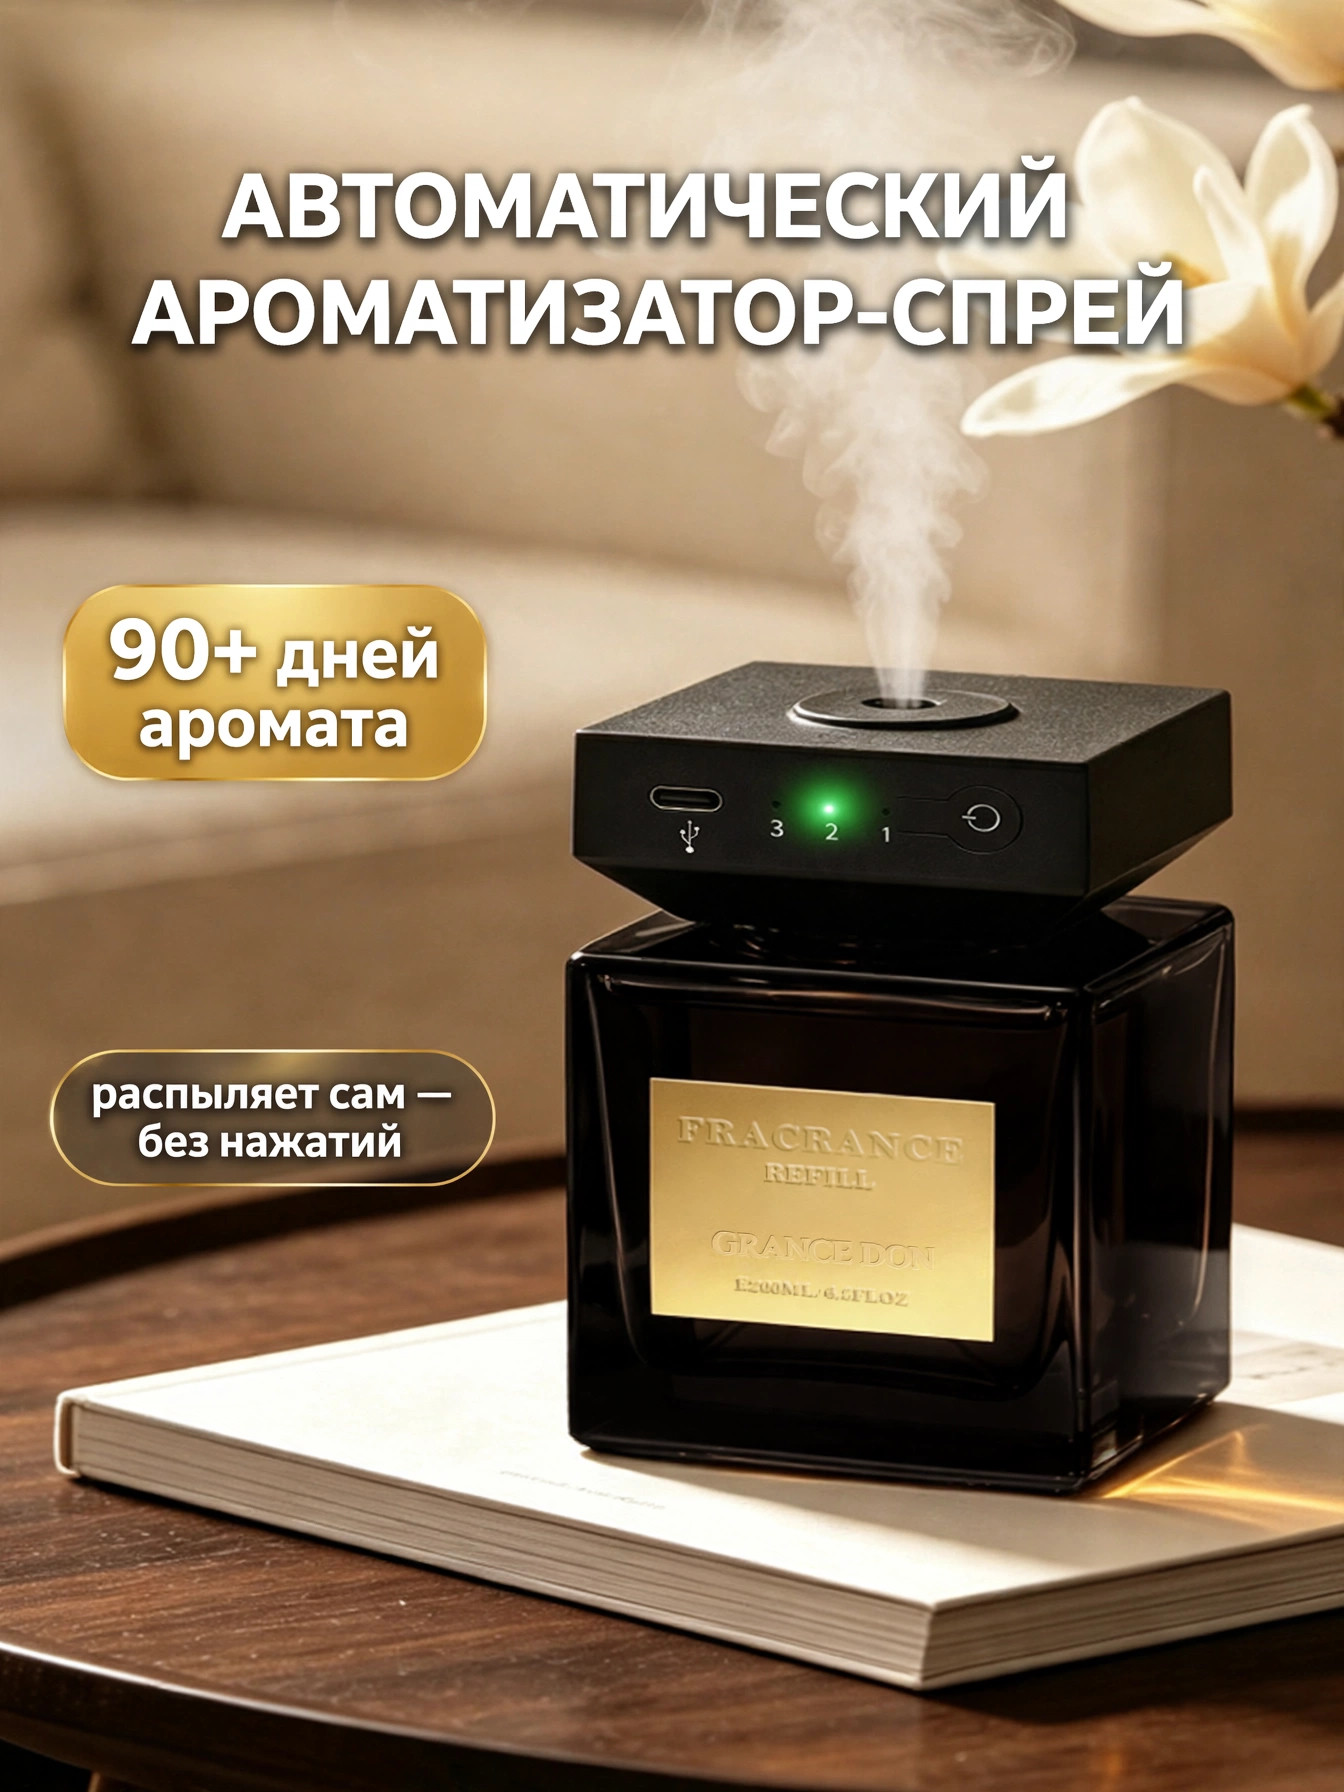 АВТОМАТИЧЕСКИЙ
АРОМАТИЗАТОР-СПРЕЙ
90+ дней
аромата
3 2 1
распыляет сам —
без нажатий
FRACRANCE
REFILL
GRANCE DON